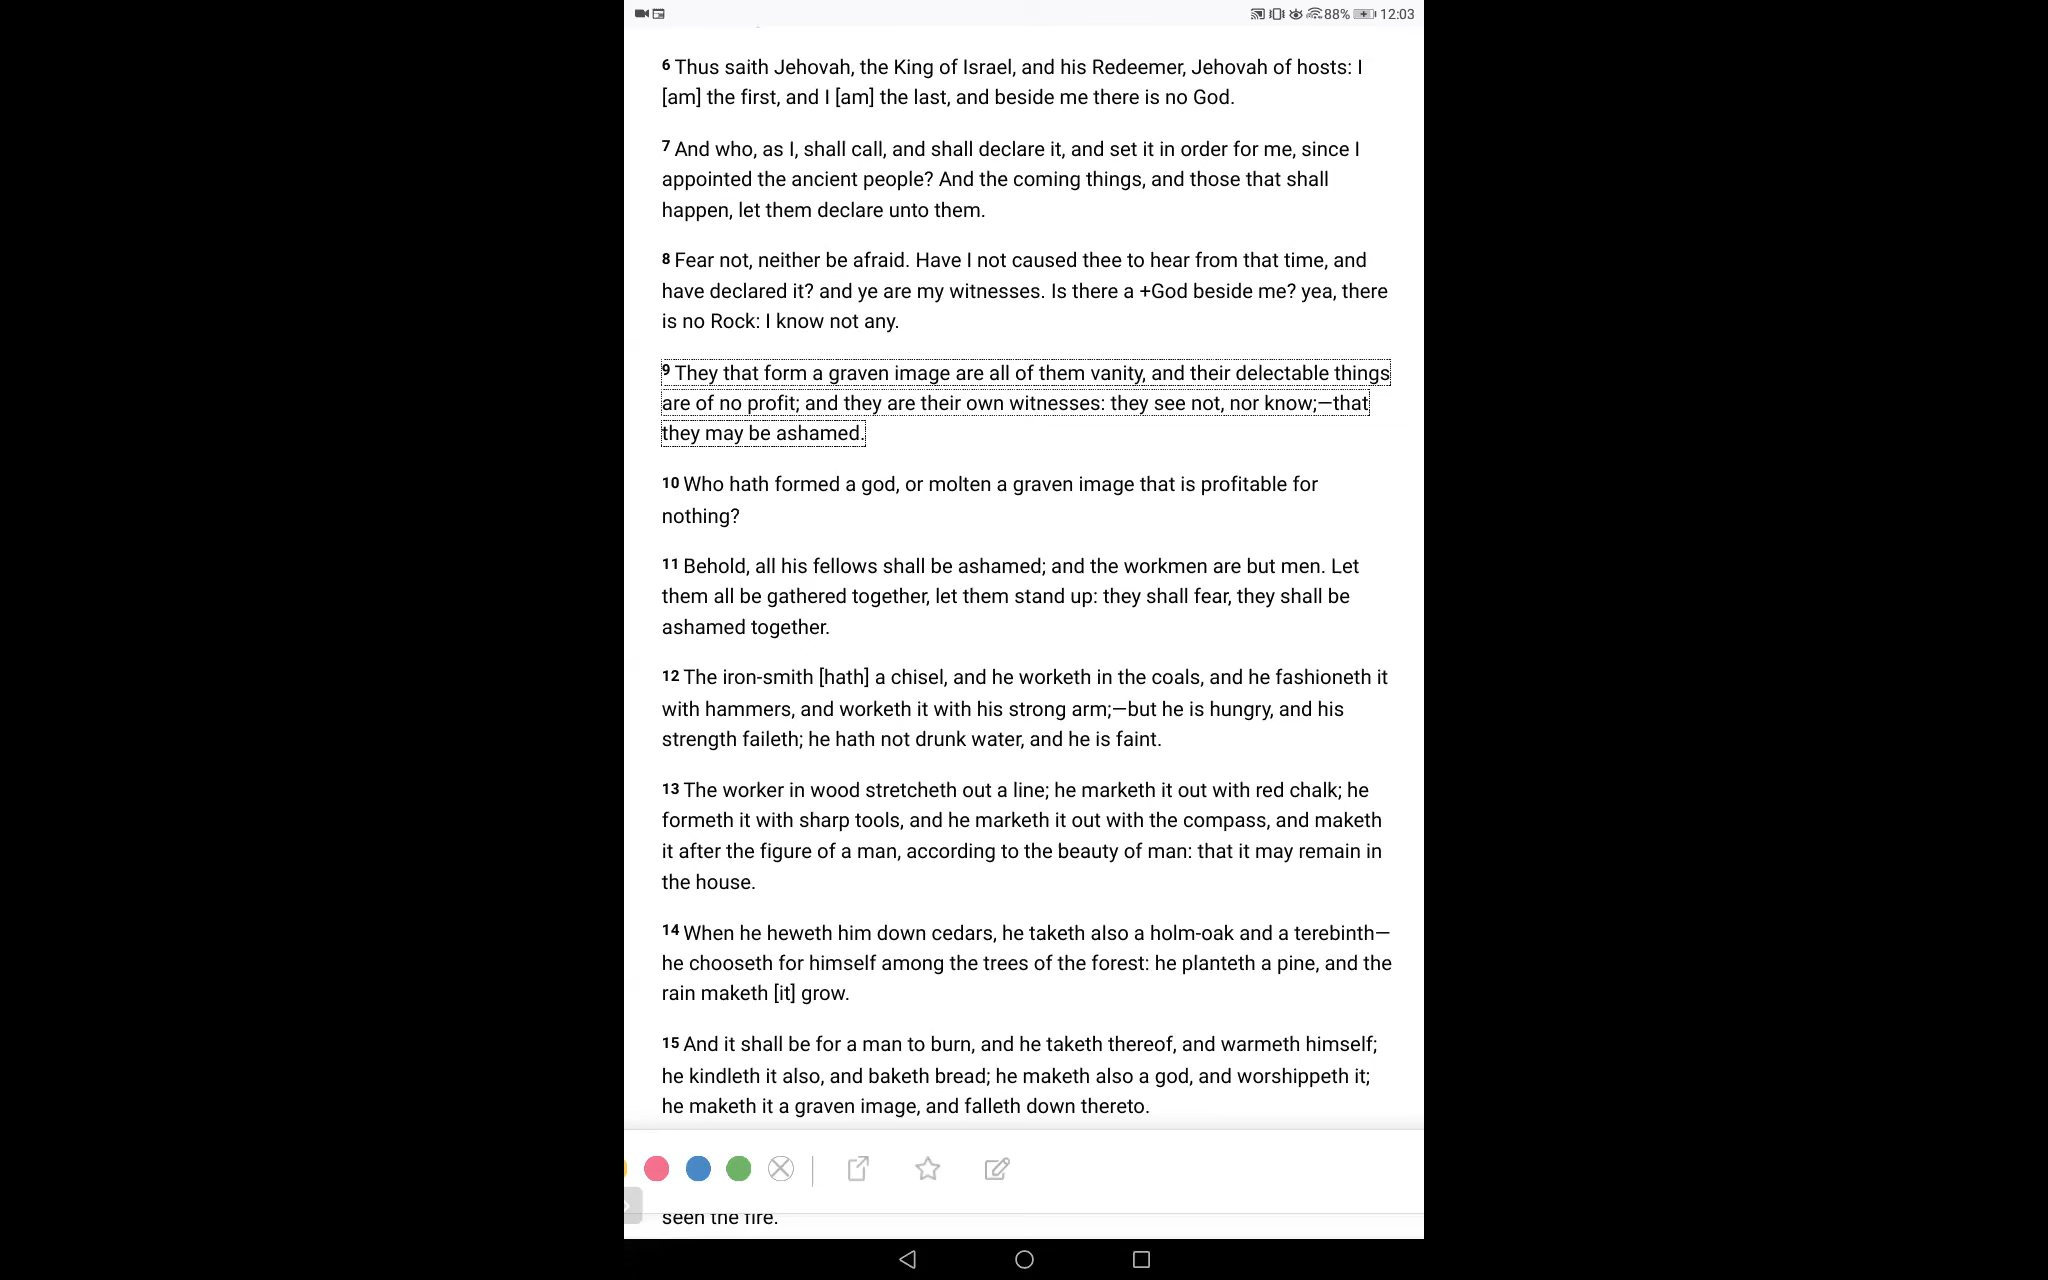 88% 12:03
6 Thus saith Jehovah, the King of Israel, and his Redeemer, Jehovah of hosts: I
[am] the first, and I [am] the last, and beside me there is no God.
7 And who, as I, shall call, and shall declare it, and set it in order for me, since I
appointed the ancient people? And the coming things, and those that shall
happen, let them declare unto them.
8 Fear not, neither be afraid. Have I not caused thee to hear from that time, and
have declared it? and ye are my witnesses. Is there a +God beside me? yea, there
is no Rock: I know not any.
9 They that form a graven image are all of them vanity, and their delectable things
are of no profit; and they are their own witnesses: they see not, nor know;—that
they may be ashamed.
10 Who hath formed a god, or molten a graven image that is profitable for
nothing?
11 Behold, all his fellows shall be ashamed; and the workmen are but men. Let
them all be gathered together, let them stand up: they shall fear, they shall be
ashamed together.
12 The iron-smith [hath] a chisel, and he worketh in the coals, and he fashioneth it
with hammers, and worketh it with his strong arm;—but he is hungry, and his
strength faileth; he hath not drunk water, and he is faint.
13 The worker in wood stretcheth out a line; he marketh it out with red chalk; he
formeth it with sharp tools, and he marketh it out with the compass, and maketh
it after the figure of a man, according to the beauty of man: that it may remain in
the house.
14 When he heweth him down cedars, he taketh also a holm-oak and a terebinth—
he chooseth for himself among the trees of the forest: he planteth a pine, and the
rain maketh [it] grow.
15 And it shall be for a man to burn, and he taketh thereof, and warmeth himself;
he kindleth it also, and baketh bread; he maketh also a god, and worshippeth it;
he maketh it a graven image, and falleth down thereto.
seen the fire.